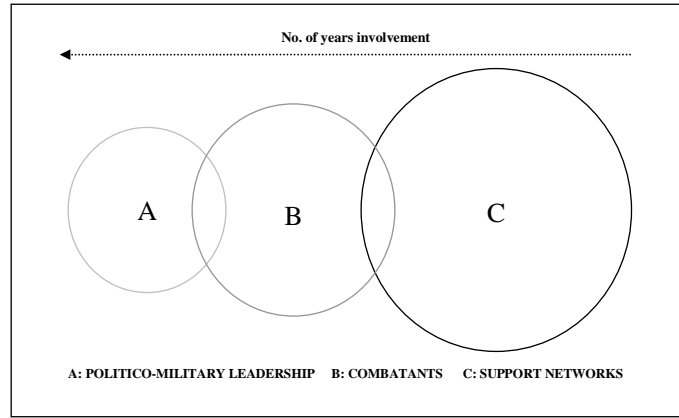 No. of years involvement
A
B
C
A: POLITICO-MILITARY LEADERSHIP B: COMBATANTS C: SUPPORT NETWORKS